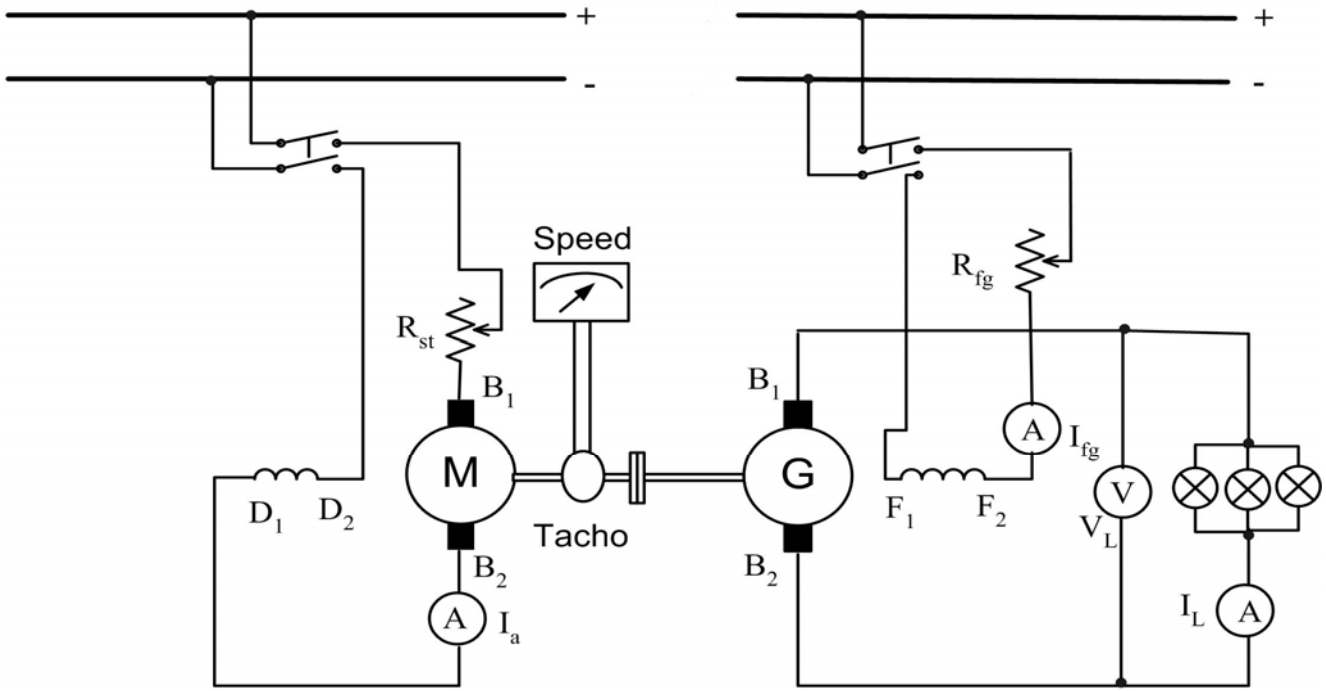 + +
- -
Speed
R_fg
R_st
B_1 B_1
A I_fg
M G
V
D_1 D_2 F_1 F_2 V_L
Tacho
B_2 B_2
A I_a I_L A